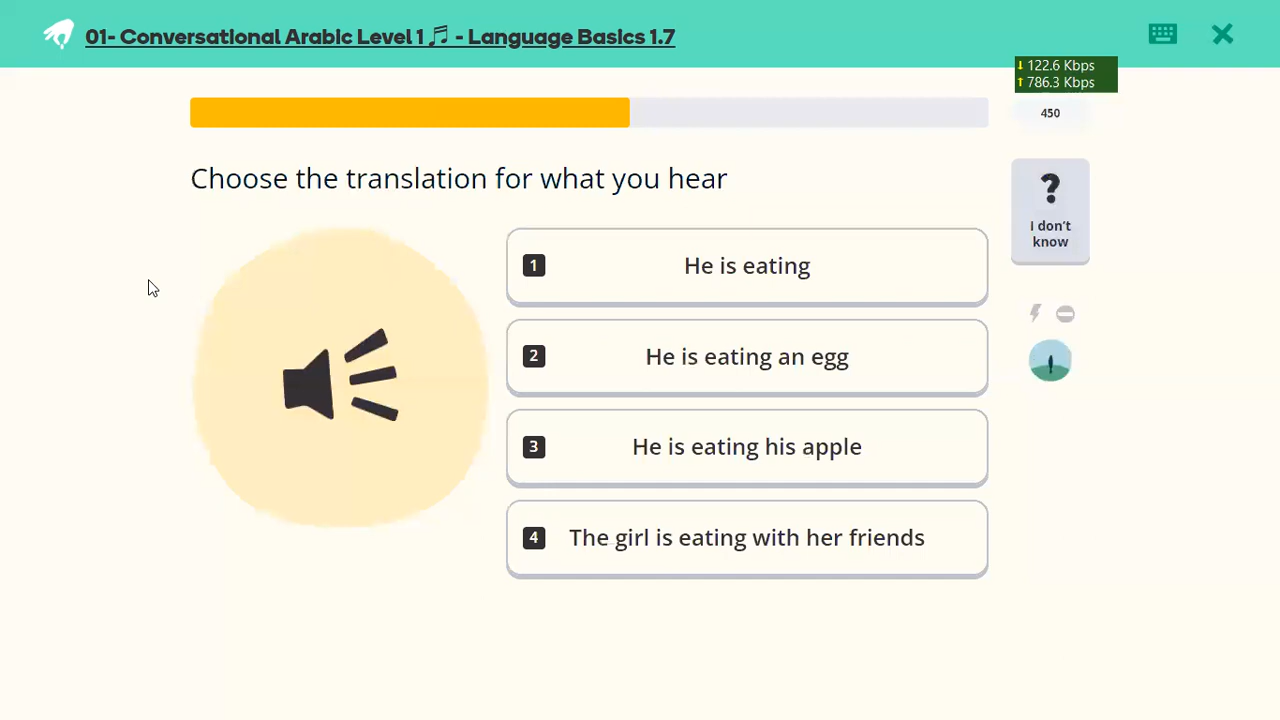 01- Conversational Arabic Level 1 🎵 - Language Basics 1.7
↓ 122.6 Kbps
↑ 786.3 Kbps
450
Choose the translation for what you hear
?
I don't
know
1 He is eating
2 He is eating an egg
3 He is eating his apple
4 The girl is eating with her friends